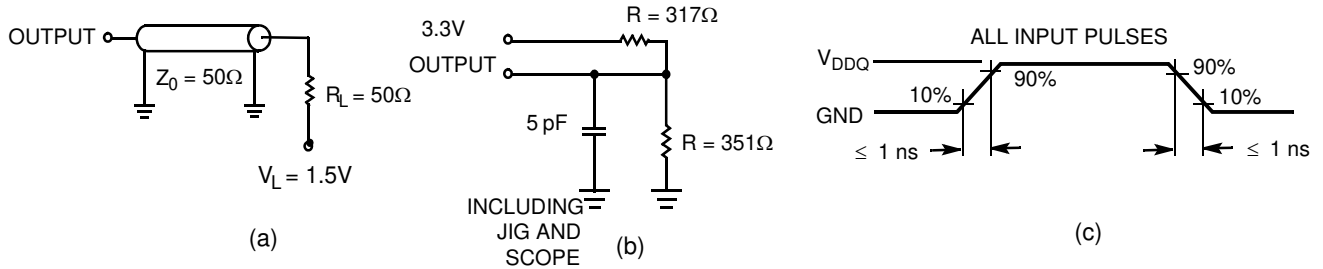 OUTPUT
Z0 = 50Ω
RL = 50Ω
VL = 1.5V
(a)
R = 317Ω
3.3V
OUTPUT
5 pF
R = 351Ω
INCLUDING
JIG AND
SCOPE
(b)
ALL INPUT PULSES
VDDQ
90%
90%
10%
10%
GND
≤ 1 ns
≤ 1 ns
(c)